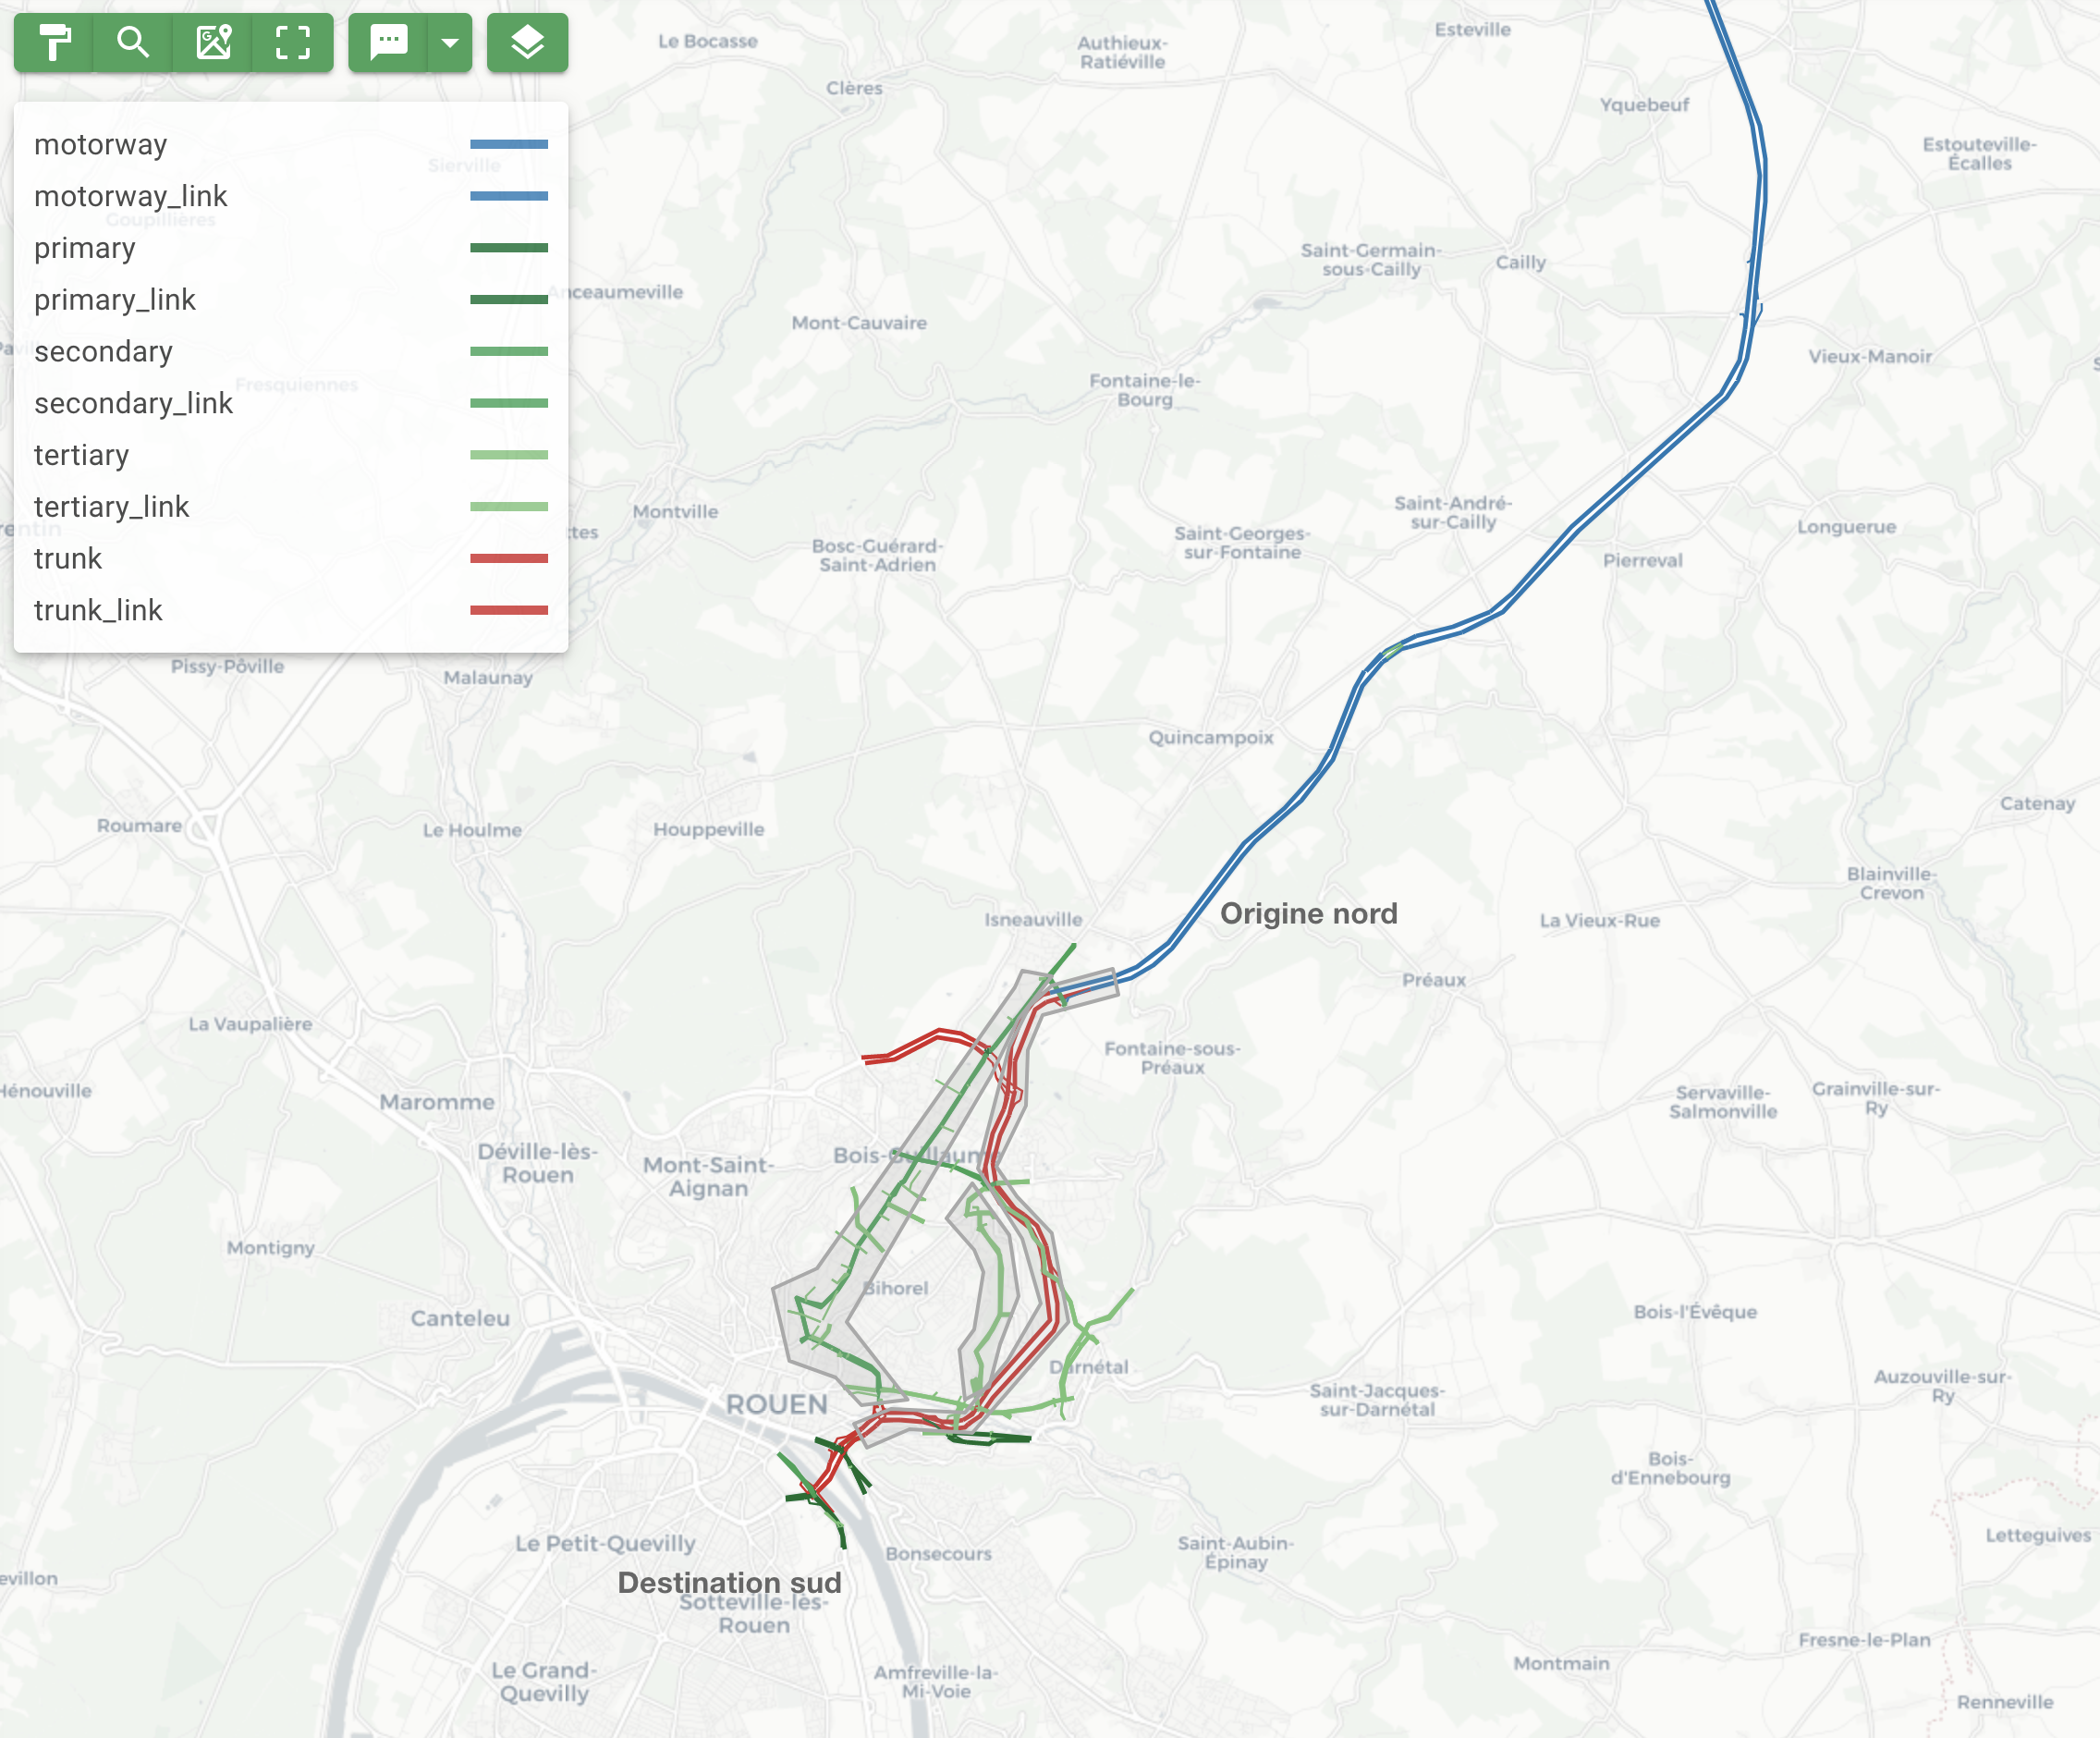 Le Bocasse
Authieux-
Ratiéville
Esteville
Clères
Yquebeuf
Estouteville-
Écalles
motorway
Sierville
motorway_link
Goupillières
primary
Saint-Germain-
sous-Cailly
Cailly
primary_link
Anceaumeville
Mont-Cauvaire
secondary
Vieux-Manoir
Fresquiennes
secondary_link
Fontaine-le-
Bourg
tertiary
tertiary_link
Montville
Saint-André-
sur-Cailly
Longuerue
rentin
ttes
Saint-Georges-
sur-Fontaine
Bosc-Guérard-
Saint-Adrien
trunk
Pierreval
trunk_link
Pissy-Pôville
Malaunay
Quincampoix
Catenay
Roumare
Le Houlme
Houppeville
Blainville-
Crevon
Isneauville
Origine nord
La Vieux-Rue
Préaux
La Vaupalière
Fontaine-sous-
Préaux
Hénouville
Maromme
Servaville-
Salmonville
Grainville-sur-
Ry
Déville-lès-
Rouen
Mont-Saint-
Aignan
Bois-Guillaume
Montigny
Bihorel
Canteleu
Bois-l'Évêque
Darnétal
ROUEN
Saint-Jacques-
sur-Darnétal
Auzouville-sur-
Ry
Bois-
d'Ennebourg
Le Petit-Quevilly
Bonsecours
Saint-Aubin-
Épinay
Letteguives
evillon
Destination sud
Sotteville-lès-
Rouen
Fresne-le-Plan
Le Grand-
Quevilly
Amfreville-la-
Mi-Voie
Montmain
Renneville